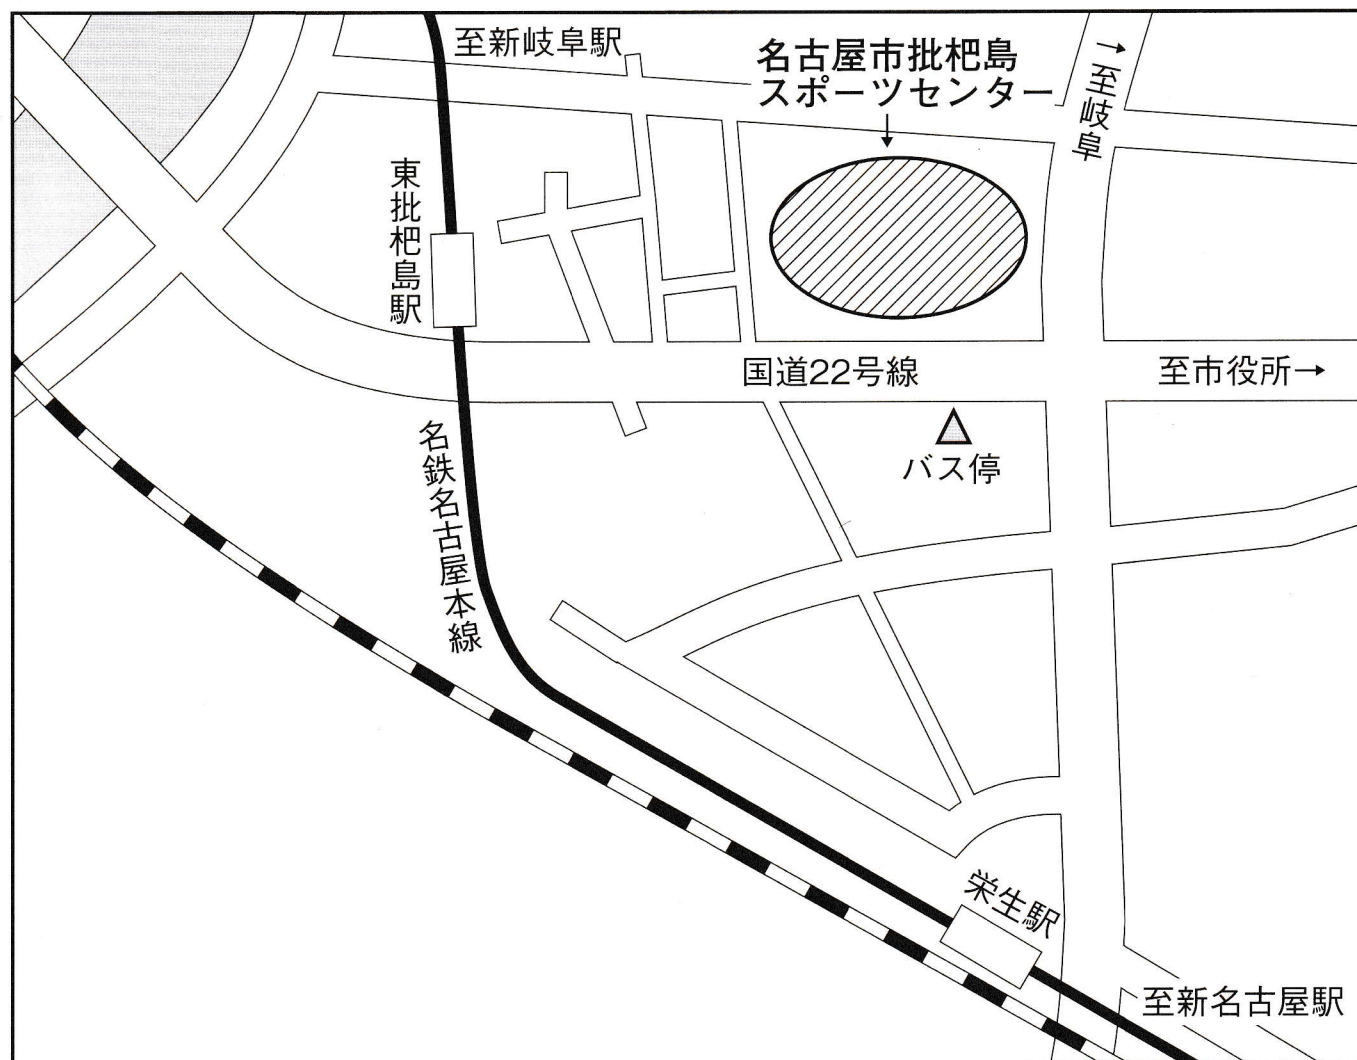 至新岐阜駅
名古屋市批杷島
スポーツセンター
→至岐阜
東批杷島駅
国道22号線
至市役所→
バス停
名鉄名古屋本線
栄生駅
至新名古屋駅